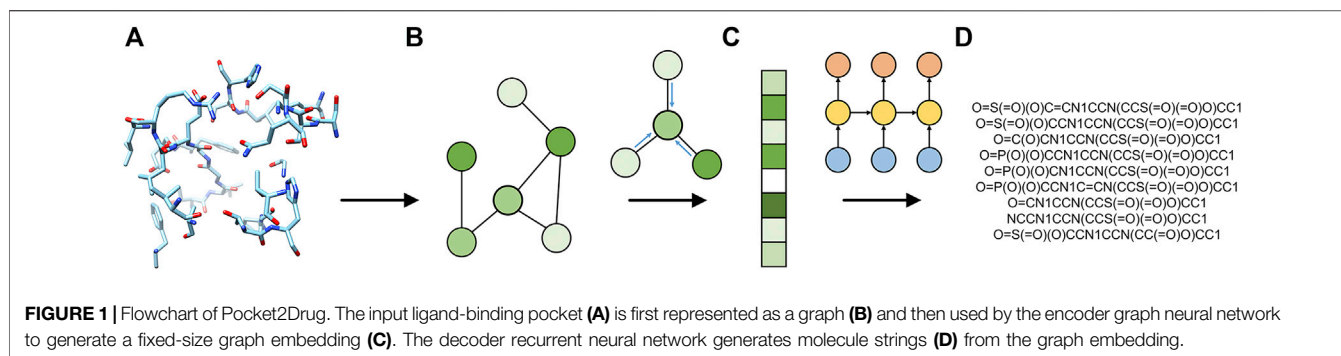 A
B
C
D
O=S(=O)(O)C=CN1CCN(CCS(=O)(=O)O)CC1
O=S(=O)(O)CCN1CCN(CCS(=O)(=O)O)CC1
O=C(O)CN1CCN(CCS(=O)(=O)O)CC1
O=P(O)(O)CCN1CCN(CCS(=O)(=O)O)CC1
O=P(O)(O)CN1CCN(CCS(=O)(=O)O)CC1
O=P(O)(O)CCN1C=CN(CCS(=O)(=O)O)CC1
O=CN1CCN(CCS(=O)(=O)O)CC1
NCCN1CCN(CCS(=O)(=O)O)CC1
O=S(=O)(O)CCN1CCN(CC(=O)O)CC1
FIGURE 1 | Flowchart of Pocket2Drug. The input ligand-binding pocket (A) is first represented as a graph (B) and then used by the encoder graph neural network
to generate a fixed-size graph embedding (C). The decoder recurrent neural network generates molecule strings (D) from the graph embedding.